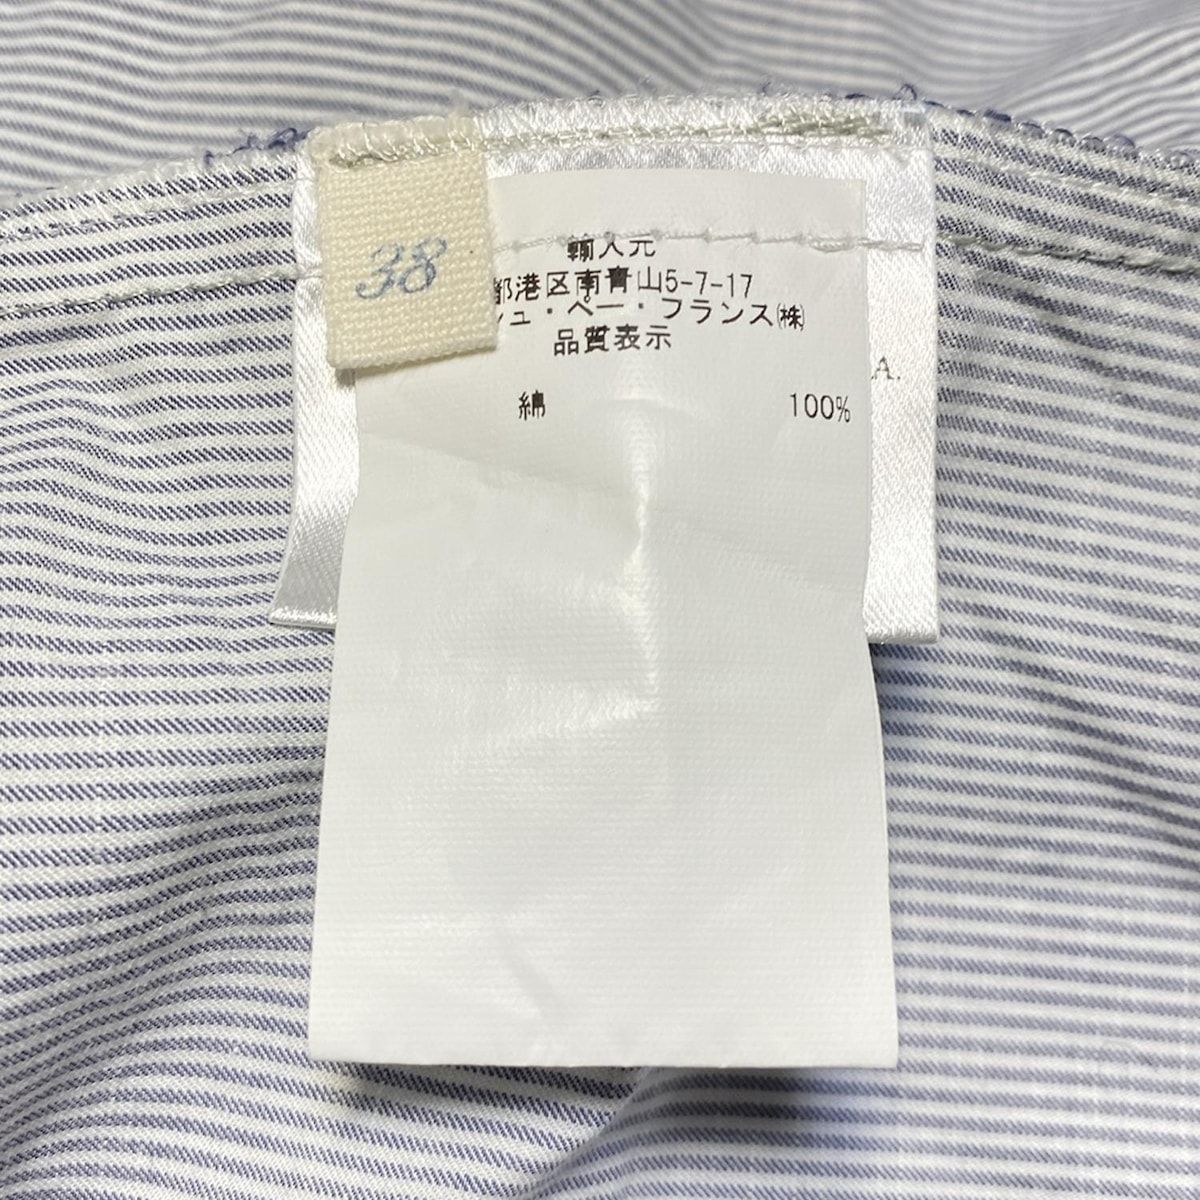 38
輸入元
都港区南青山5-7-17
シュ・ペー・フランス㈱
品質表示
綿 100%
A.